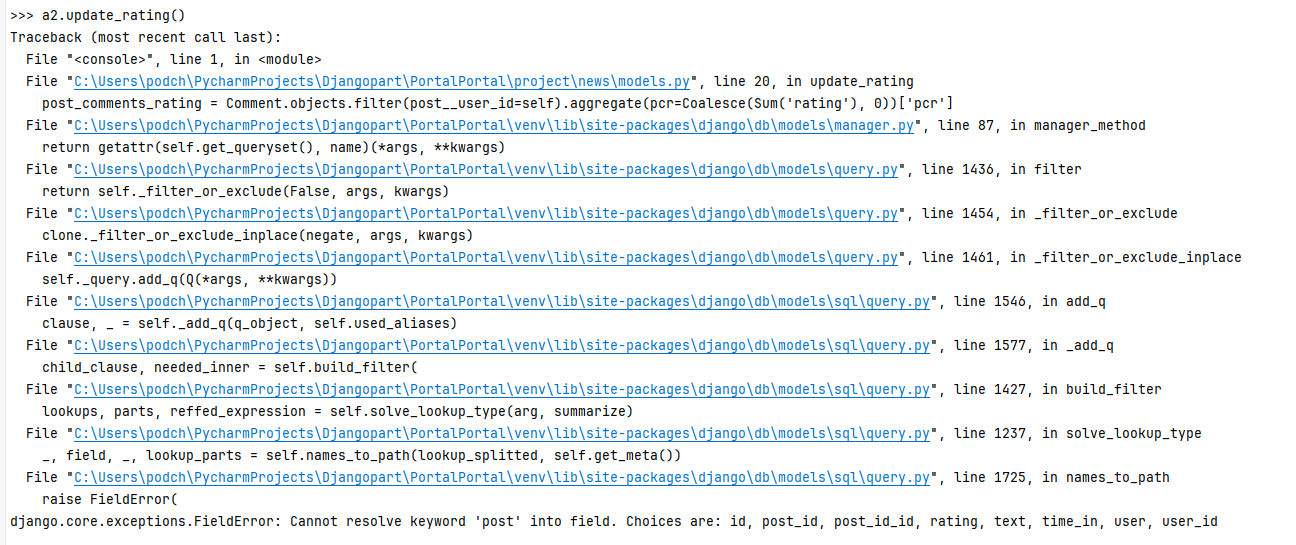 >>> a2.update_rating()
Traceback (most recent call last):
  File "<console>", line 1, in <module>
  File "C:\Users\podch\PycharmProjects\Djangopart\PortalPortal\project\news\models.py", line 20, in update_rating
    post_comments_rating = Comment.objects.filter(post__user_id=self).aggregate(pcr=Coalesce(Sum('rating'), 0))['pcr']
  File "C:\Users\podch\PycharmProjects\Djangopart\PortalPortal\venv\lib\site-packages\django\db\models\manager.py", line 87, in manager_method
    return getattr(self.get_queryset(), name)(*args, **kwargs)
  File "C:\Users\podch\PycharmProjects\Djangopart\PortalPortal\venv\lib\site-packages\django\db\models\query.py", line 1436, in filter
    return self._filter_or_exclude(False, args, kwargs)
  File "C:\Users\podch\PycharmProjects\Djangopart\PortalPortal\venv\lib\site-packages\django\db\models\query.py", line 1454, in _filter_or_exclude
    clone._filter_or_exclude_inplace(negate, args, kwargs)
  File "C:\Users\podch\PycharmProjects\Djangopart\PortalPortal\venv\lib\site-packages\django\db\models\query.py", line 1461, in _filter_or_exclude_inplace
    self._query.add_q(Q(*args, **kwargs))
  File "C:\Users\podch\PycharmProjects\Djangopart\PortalPortal\venv\lib\site-packages\django\db\models\sql\query.py", line 1546, in add_q
    clause, _ = self._add_q(q_object, self.used_aliases)
  File "C:\Users\podch\PycharmProjects\Djangopart\PortalPortal\venv\lib\site-packages\django\db\models\sql\query.py", line 1577, in _add_q
    child_clause, needed_inner = self.build_filter(
  File "C:\Users\podch\PycharmProjects\Djangopart\PortalPortal\venv\lib\site-packages\django\db\models\sql\query.py", line 1427, in build_filter
    lookups, parts, reffed_expression = self.solve_lookup_type(arg, summarize)
  File "C:\Users\podch\PycharmProjects\Djangopart\PortalPortal\venv\lib\site-packages\django\db\models\sql\query.py", line 1237, in solve_lookup_type
    _, field, _, lookup_parts = self.names_to_path(lookup_splitted, self.get_meta())
  File "C:\Users\podch\PycharmProjects\Djangopart\PortalPortal\venv\lib\site-packages\django\db\models\sql\query.py", line 1725, in names_to_path
    raise FieldError(
django.core.exceptions.FieldError: Cannot resolve keyword 'post' into field. Choices are: id, post_id, post_id_id, rating, text, time_in, user, user_id